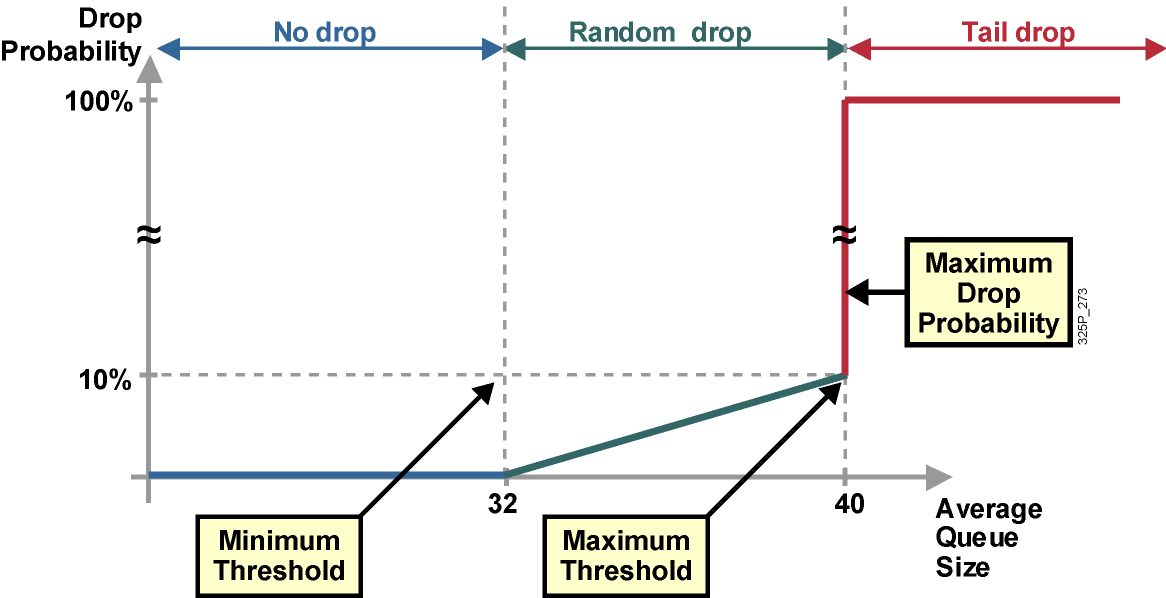 Drop
Probability
No drop
Random drop
Tail drop
100%
Maximum
Drop
Probability
325P_273
10%
32
40
Average
Queue
Size
Minimum
Threshold
Maximum
Threshold